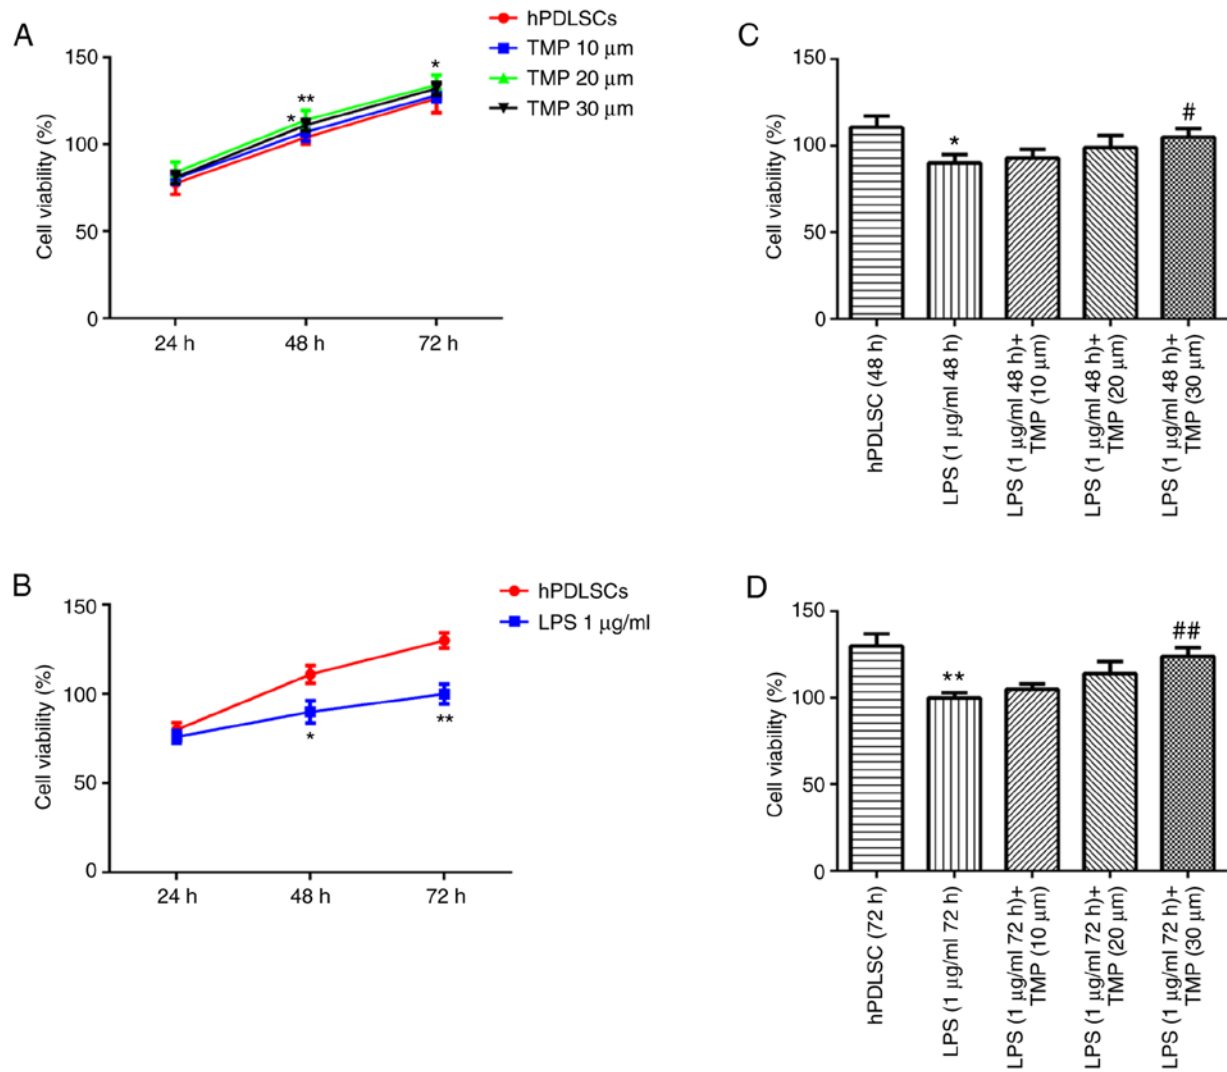 A
hPDLSCs
TMP 10 μm
TMP 20 μm
TMP 30 μm
Cell viability (%)
150
100
50
0
*
**
*
24 h
48 h
72 h
C
Cell viability (%)
150
100
50
0
*
#
hPDLSC (48 h)
LPS (1 μg/ml 48 h)
LPS (1 μg/ml 48 h)+
TMP (10 μm)
LPS (1 μg/ml 48 h)+
TMP (20 μm)
LPS (1 μg/ml 48 h)+
TMP (30 μm)
B
hPDLSCs
LPS 1 μg/ml
Cell viability (%)
150
100
50
0
*
**
24 h
48 h
72 h
D
Cell viability (%)
150
100
50
0
**
##
hPDLSC (72 h)
LPS (1 μg/ml 72 h)
LPS (1 μg/ml 72 h)+
TMP (10 μm)
LPS (1 μg/ml 72 h)+
TMP (20 μm)
LPS (1 μg/ml 72 h)+
TMP (30 μm)